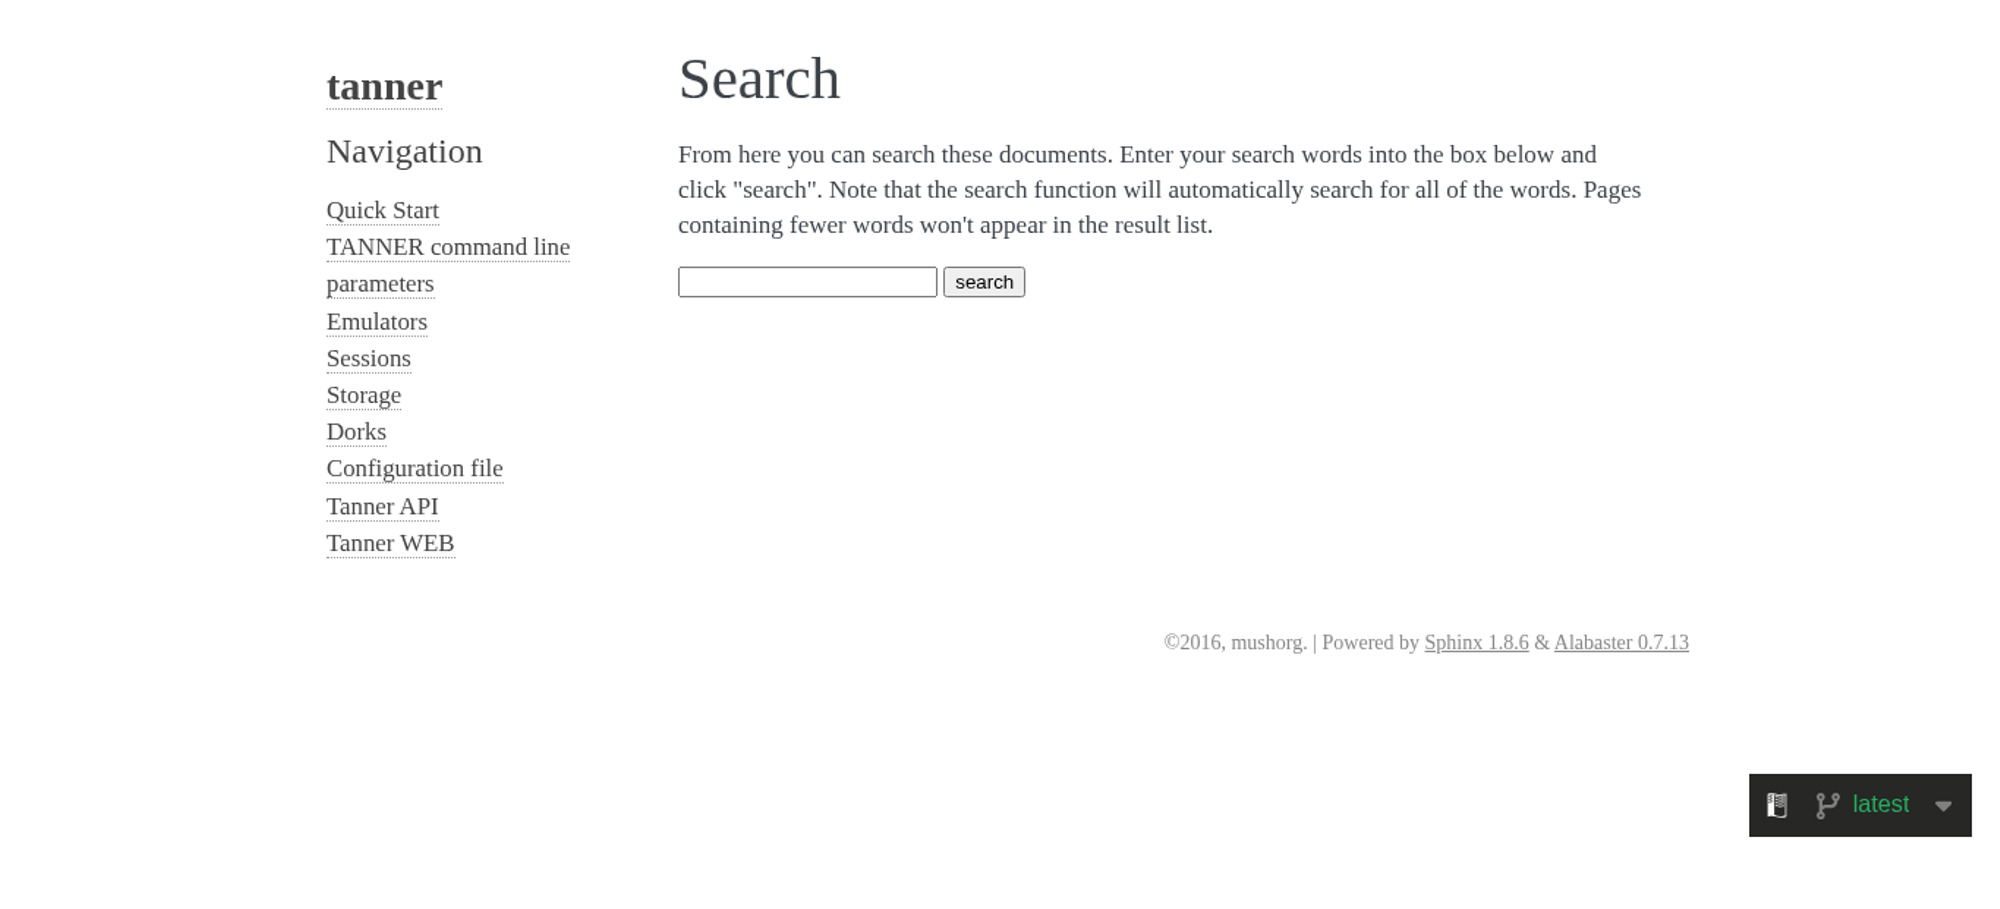 tanner
Navigation
Quick Start
TANNER command line
parameters
Emulators
Sessions
Storage
Dorks
Configuration file
Tanner API
Tanner WEB
Search
From here you can search these documents. Enter your search words into the box below and
click "search". Note that the search function will automatically search for all of the words. Pages
containing fewer words won't appear in the result list.
search
©2016, mushorg. | Powered by Sphinx 1.8.6 & Alabaster 0.7.13
latest